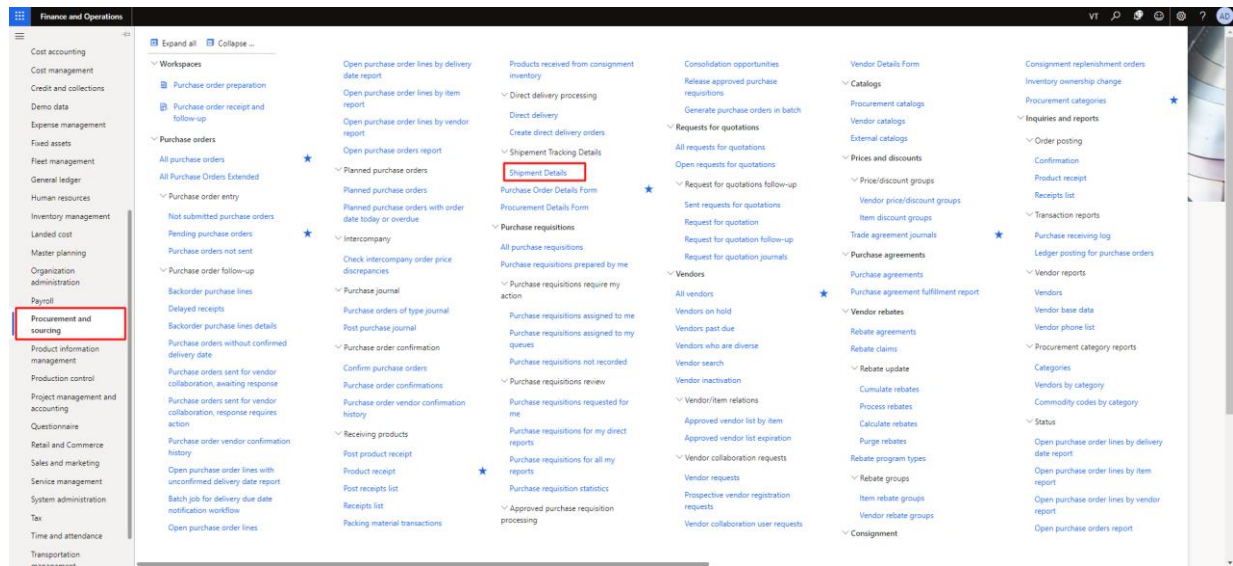 Finance and Operations
VT
?
AD
Cost accounting
Cost management
Credit and collections
Demo data
Expense management
Fixed assets
Fleet management
General ledger
Human resources
Inventory management
Landed cost
Master planning
Organization
administration
Payroll
Procurement and
sourcing
Product information
management
Production control
Project management and
accounting
Questionnaire
Retail and Commerce
Sales and marketing
Service management
System administration
Tax
Time and attendance
Transportation
management
Expand all
Collapse ...
Workspaces
Purchase order preparation
Purchase order receipt and
follow-up
Purchase orders
All purchase orders
All Purchase Orders Extended
Purchase order entry
Not submitted purchase orders
Pending purchase orders
Purchase orders not sent
Purchase order follow-up
Backorder purchase lines
Delayed receipts
Backorder purchase lines details
Purchase orders without confirmed
delivery date
Purchase orders sent for vendor
collaboration, awaiting response
Purchase orders sent for vendor
collaboration, response requires
action
Purchase order vendor confirmation
history
Open purchase order lines with
unconfirmed delivery date report
Batch job for delivery due date
notification workflow
Open purchase order lines
Open purchase order lines by delivery
date report
Open purchase order lines by item
report
Open purchase order lines by vendor
report
Open purchase orders report
Planned purchase orders
Planned purchase orders
Planned purchase orders with order
date today or overdue
Intercompany
Check intercompany order price
discrepancies
Purchase journal
Purchase orders of type journal
Post purchase journal
Purchase order confirmation
Confirm purchase orders
Purchase order confirmations
Purchase order vendor confirmation
history
Receiving products
Post product receipt
Product receipt
Post receipts list
Receipts list
Packing material transactions
Products received from consignment
inventory
Direct delivery processing
Direct delivery
Create direct delivery orders
Shipement Tracking Details
Shipment Details
Purchase Order Details Form
Procurement Details Form
Purchase requisitions
All purchase requisitions
Purchase requisitions prepared by me
Purchase requisitions require my
action
Purchase requisitions assigned to me
Purchase requisitions assigned to my
queues
Purchase requisitions not recorded
Purchase requisitions review
Purchase requisitions requested for
me
Purchase requisitions for my direct
reports
Purchase requisitions for all my
reports
Purchase requisition statistics
Approved purchase requisition
processing
Consolidation opportunities
Release approved purchase
requisitions
Generate purchase orders in batch
Requests for quotations
All requests for quotations
Open requests for quotations
Request for quotations follow-up
Sent requests for quotations
Request for quotation
Request for quotation follow-up
Request for quotation journals
Vendors
All vendors
Vendors on hold
Vendors past due
Vendors who are diverse
Vendor search
Vendor inactivation
Vendor/item relations
Approved vendor list by item
Approved vendor list expiration
Vendor collaboration requests
Vendor requests
Prospective vendor registration
requests
Vendor collaboration user requests
Vendor Details Form
Catalogs
Procurement catalogs
Vendor catalogs
External catalogs
Prices and discounts
Price/discount groups
Vendor price/discount groups
Item discount groups
Trade agreement journals
Purchase agreements
Purchase agreements
Purchase agreement fulfillment report
Vendor rebates
Rebate agreements
Rebate claims
Rebate update
Cumulate rebates
Process rebates
Calculate rebates
Purge rebates
Rebate program types
Rebate groups
Item rebate groups
Vendor rebate groups
Consignment
Consignment replenishment orders
Inventory ownership change
Procurement categories
Inquiries and reports
Order posting
Confirmation
Product receipt
Receipts list
Transaction reports
Purchase receiving log
Ledger posting for purchase orders
Vendor reports
Vendors
Vendor base data
Vendor phone list
Procurement category reports
Categories
Vendors by category
Commodity codes by category
Status
Open purchase order lines by delivery
date report
Open purchase order lines by item
report
Open purchase order lines by vendor
report
Open purchase orders report